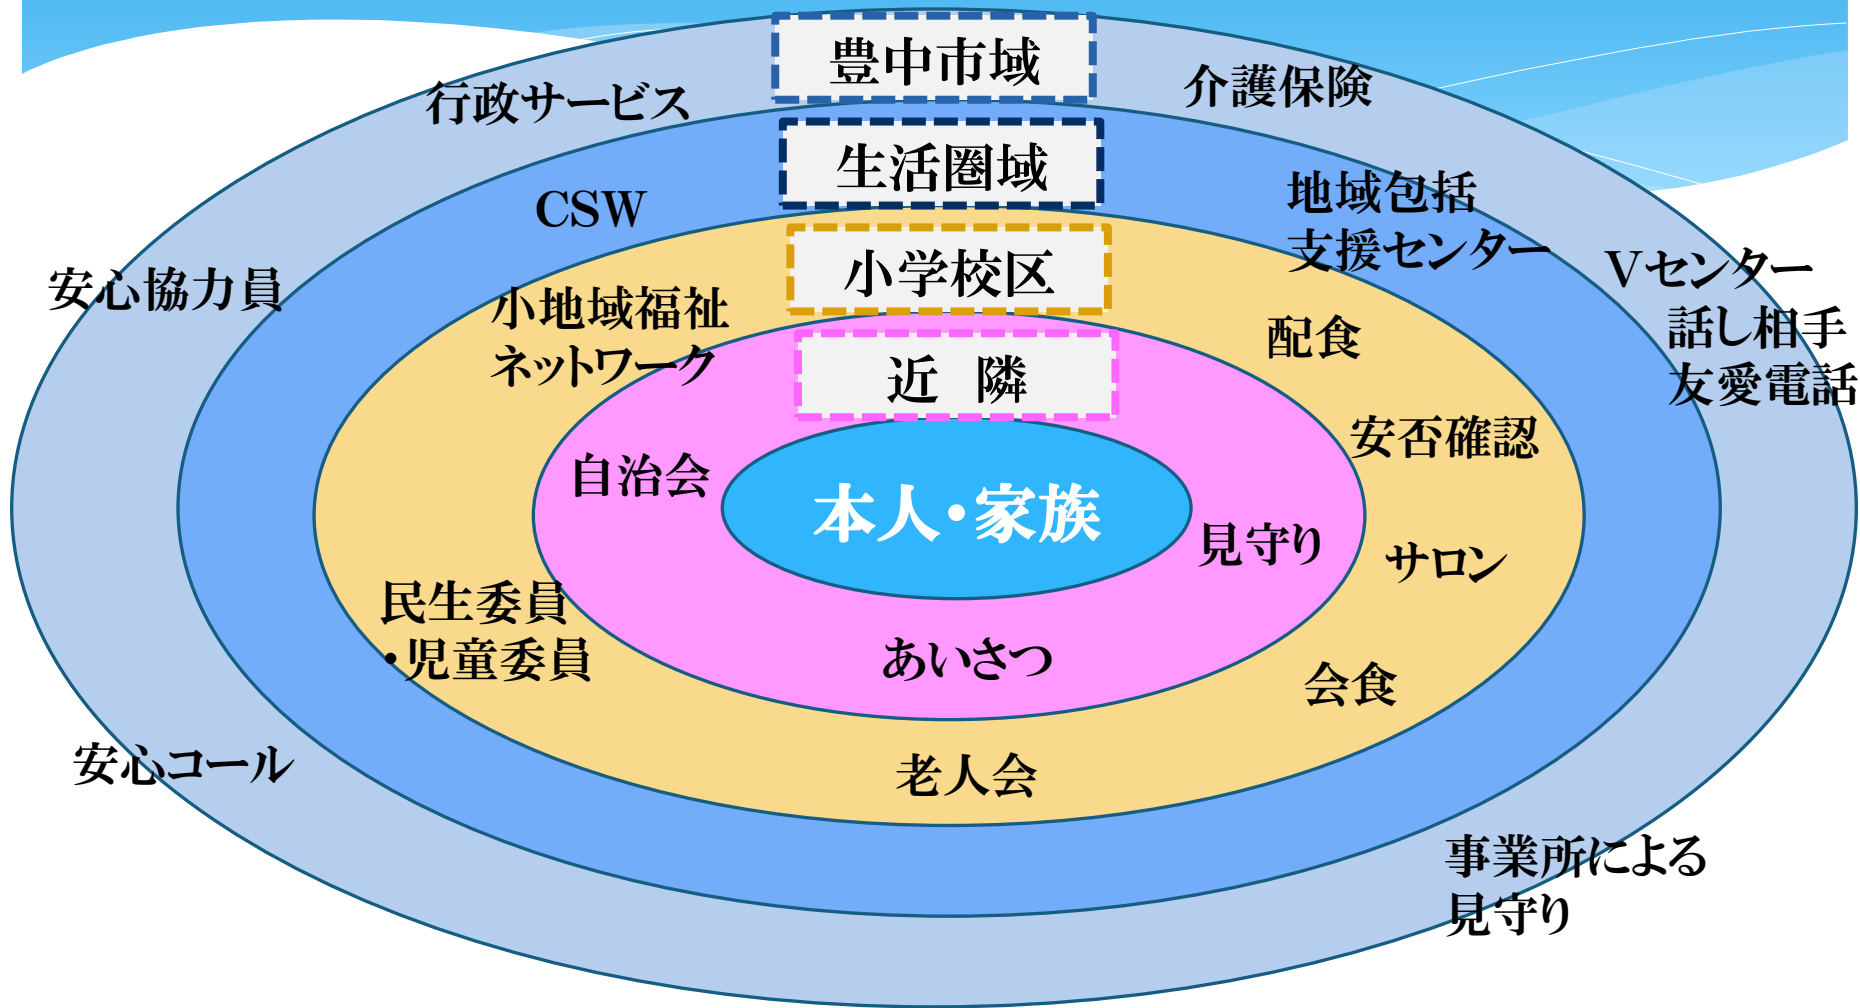 豊中市域
行政サービス
介護保険
生活圏域
CSW
地域包括
支援センター
小学校区
Vセンター
話し相手
友愛電話
安心協力員
小地域福祉
ネットワーク
配食
近　隣
安否確認
自治会
本人・家族
見守り
サロン
民生委員
・児童委員
あいさつ
会食
安心コール
老人会
事業所による
見守り